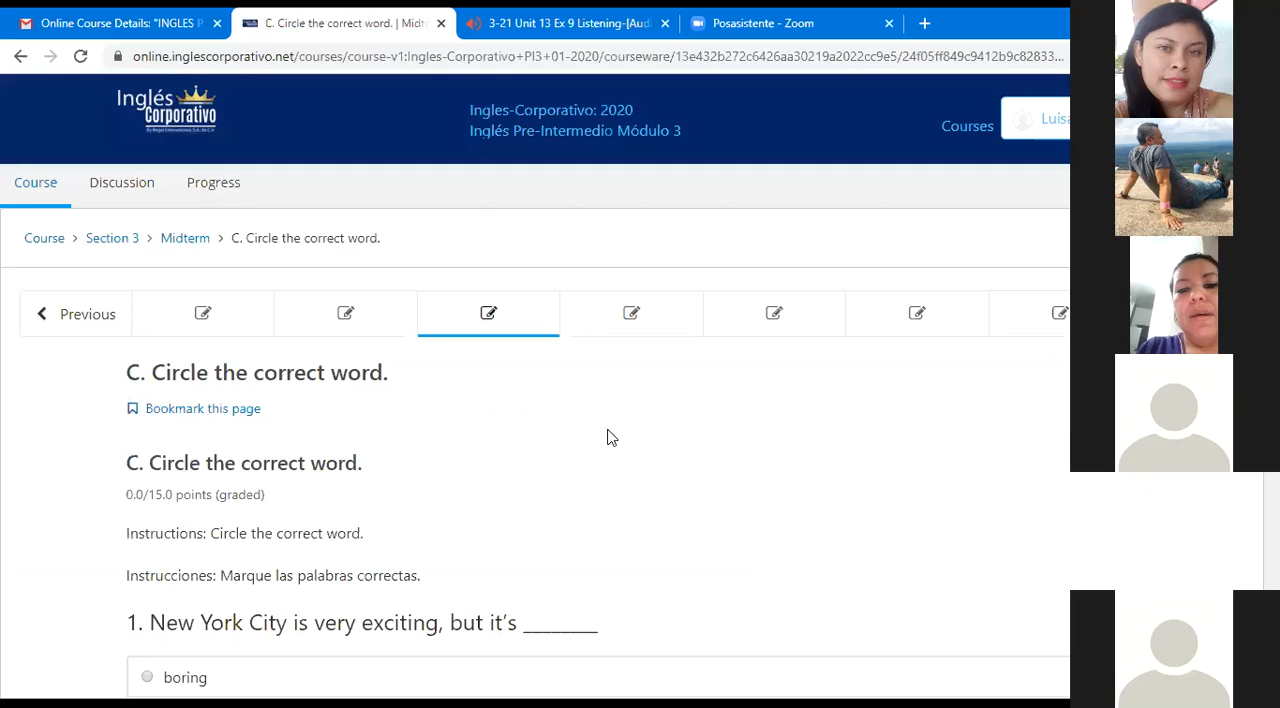 Online Course Details: "INGLES P
C. Circle the correct word. | Midt
3-21 Unit 13 Ex 9 Listening-[Aud
Posasistente - Zoom
online.inglescorporativo.net/courses/course-v1:Ingles-Corporativo+PI3+01-2020/courseware/13e432b272c6426aa30219a2022cc9e5/24f05ff849c9412b9c82833...
Inglés
Corporativo
Ingles-Corporativo: 2020
Inglés Pre-Intermedio Módulo 3
Courses
Luisa
Course
Discussion
Progress
Course > Section 3 > Midterm > C. Circle the correct word.
Previous
C. Circle the correct word.
Bookmark this page
C. Circle the correct word.
0.0/15.0 points (graded)
Instructions: Circle the correct word.
Instrucciones: Marque las palabras correctas.
1. New York City is very exciting, but it's ________
boring